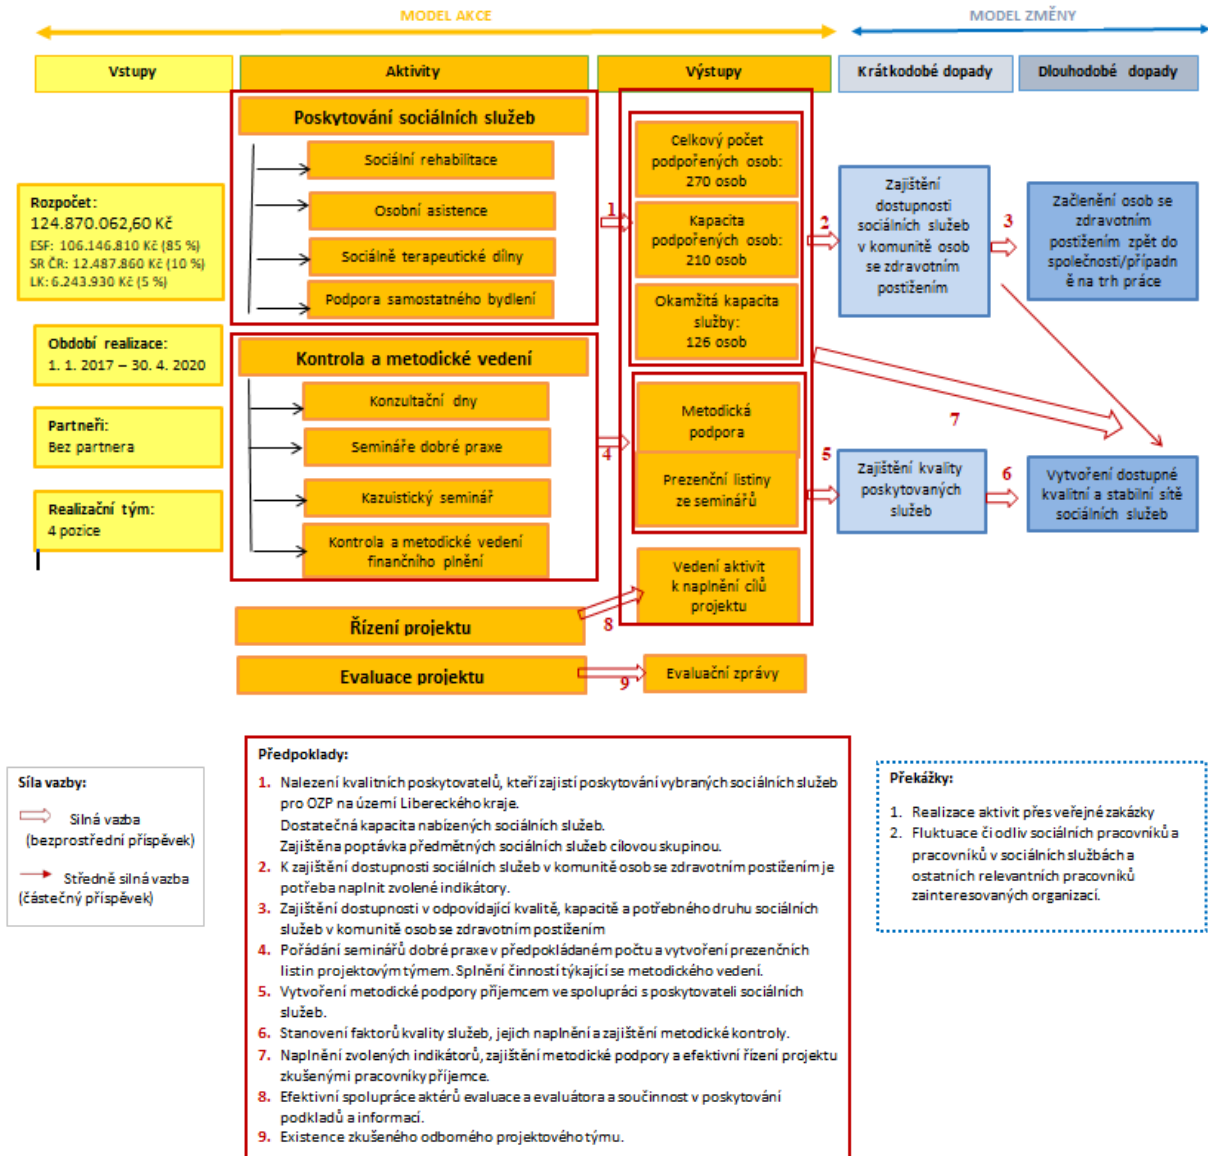 MODEL AKCE
MODEL ZMĚNY
Vstupy
Aktivity
Výstupy
Krátkodobé dopady
Dlouhodobé dopady
Rozpočet:
124.870.062,60 Kč
ESF: 106.146.810 Kč (85 %)
SR ČR: 12.487.860 Kč (10 %)
LK: 6.243.930 Kč (5 %)
Období realizace:
1. 1. 2017 – 30. 4. 2020
Partneři:
Bez partnera
Realizační tým:
4 pozice
Poskytování sociálních služeb
Sociální rehabilitace
Osobní asistence
Sociálně terapeutické dílny
Podpora samostatného bydlení
Kontrola a metodické vedení
Konzultační dny
Semináře dobré praxe
Kazuistický seminář
Kontrola a metodické vedení
finančního plnění
Řízení projektu
Evaluace projektu
1
4
8
9
Celkový počet
podpořených osob:
270 osob
Kapacita
podpořených osob:
210 osob
Okamžitá kapacita
služby:
126 osob
Metodická
podpora
Prezenční listiny
ze seminářů
Vedení aktivit
k naplnění cílů
projektu
Evaluační zprávy
2
5
7
Zajištění
dostupnosti
sociálních služeb
v komunitě osob
se zdravotním
postižením
Zajištění kvality
poskytovaných
služeb
3
6
Začlenění osob se
zdravotním
postižením zpět do
společnosti/případn
ě na trh práce
Vytvoření dostupné
kvalitní a stabilní sítě
sociálních služeb
Síla vazby:
Silná vazba
(bezprostřední příspěvek)
Středně silná vazba
(částečný příspěvek)
Předpoklady:
1. Nalezení kvalitních poskytovatelů, kteří zajistí poskytování vybraných sociálních služeb
pro OZP na území Libereckého kraje.
Dostatečná kapacita nabízených sociálních služeb.
Zajištěna poptávka předmětných sociálních služeb cílovou skupinou.
2. K zajištění dostupnosti sociálních služeb v komunitě osob se zdravotním postižením je
potřeba naplnit zvolené indikátory.
3. Zajištění dostupnosti v odpovídající kvalitě, kapacitě a potřebného druhu sociálních
služeb v komunitě osob se zdravotním postižením
4. Pořádání seminářů dobré praxe v předpokládaném počtu a vytvoření prezenčních
listin projektovým týmem. Splnění činností týkající se metodického vedení.
5. Vytvoření metodické podpory příjemcem ve spolupráci s poskytovateli sociálních
služeb.
6. Stanovení faktorů kvality služeb, jejich naplnění a zajištění metodické kontroly.
7. Naplnění zvolených indikátorů, zajištění metodické podpory a efektivní řízení projektu
zkušenými pracovníky příjemce.
8. Efektivní spolupráce aktérů evaluace a evaluátora a součinnost v poskytování
podkladů a informací.
9. Existence zkušeného odborného projektového týmu.
Překážky:
1. Realizace aktivit přes veřejné zakázky
2. Fluktuace či odliv sociálních pracovníků a
pracovníků v sociálních službách a
ostatních relevantních pracovníků
zainteresovaných organizací.